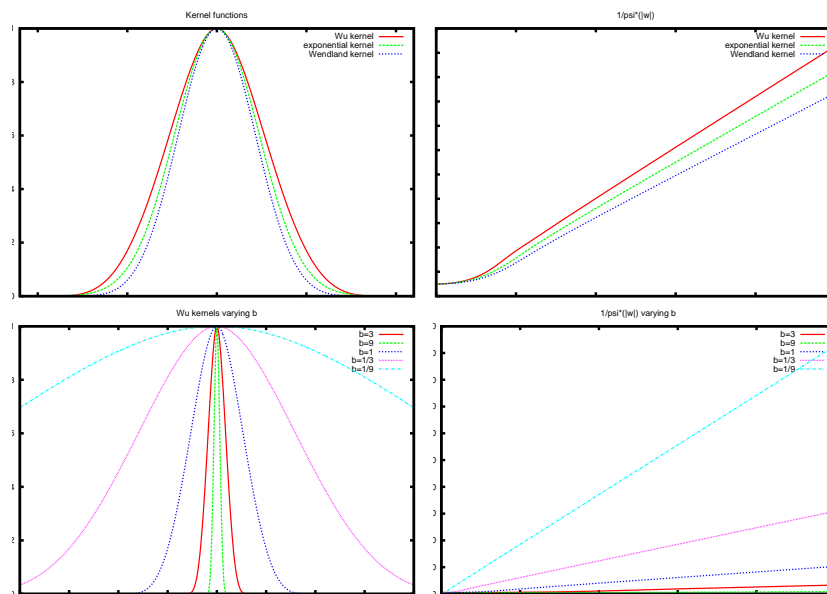 Kernel functions
Wu kernel
exponential kernel
Wendland kernel
1/psi*(|w|)
Wu kernel
exponential kernel
Wendland kernel
Wu kernels varying b
b=3
b=9
b=1
b=1/3
b=1/9
1/psi*(|w|) varying b
b=3
b=9
b=1
b=1/3
b=1/9